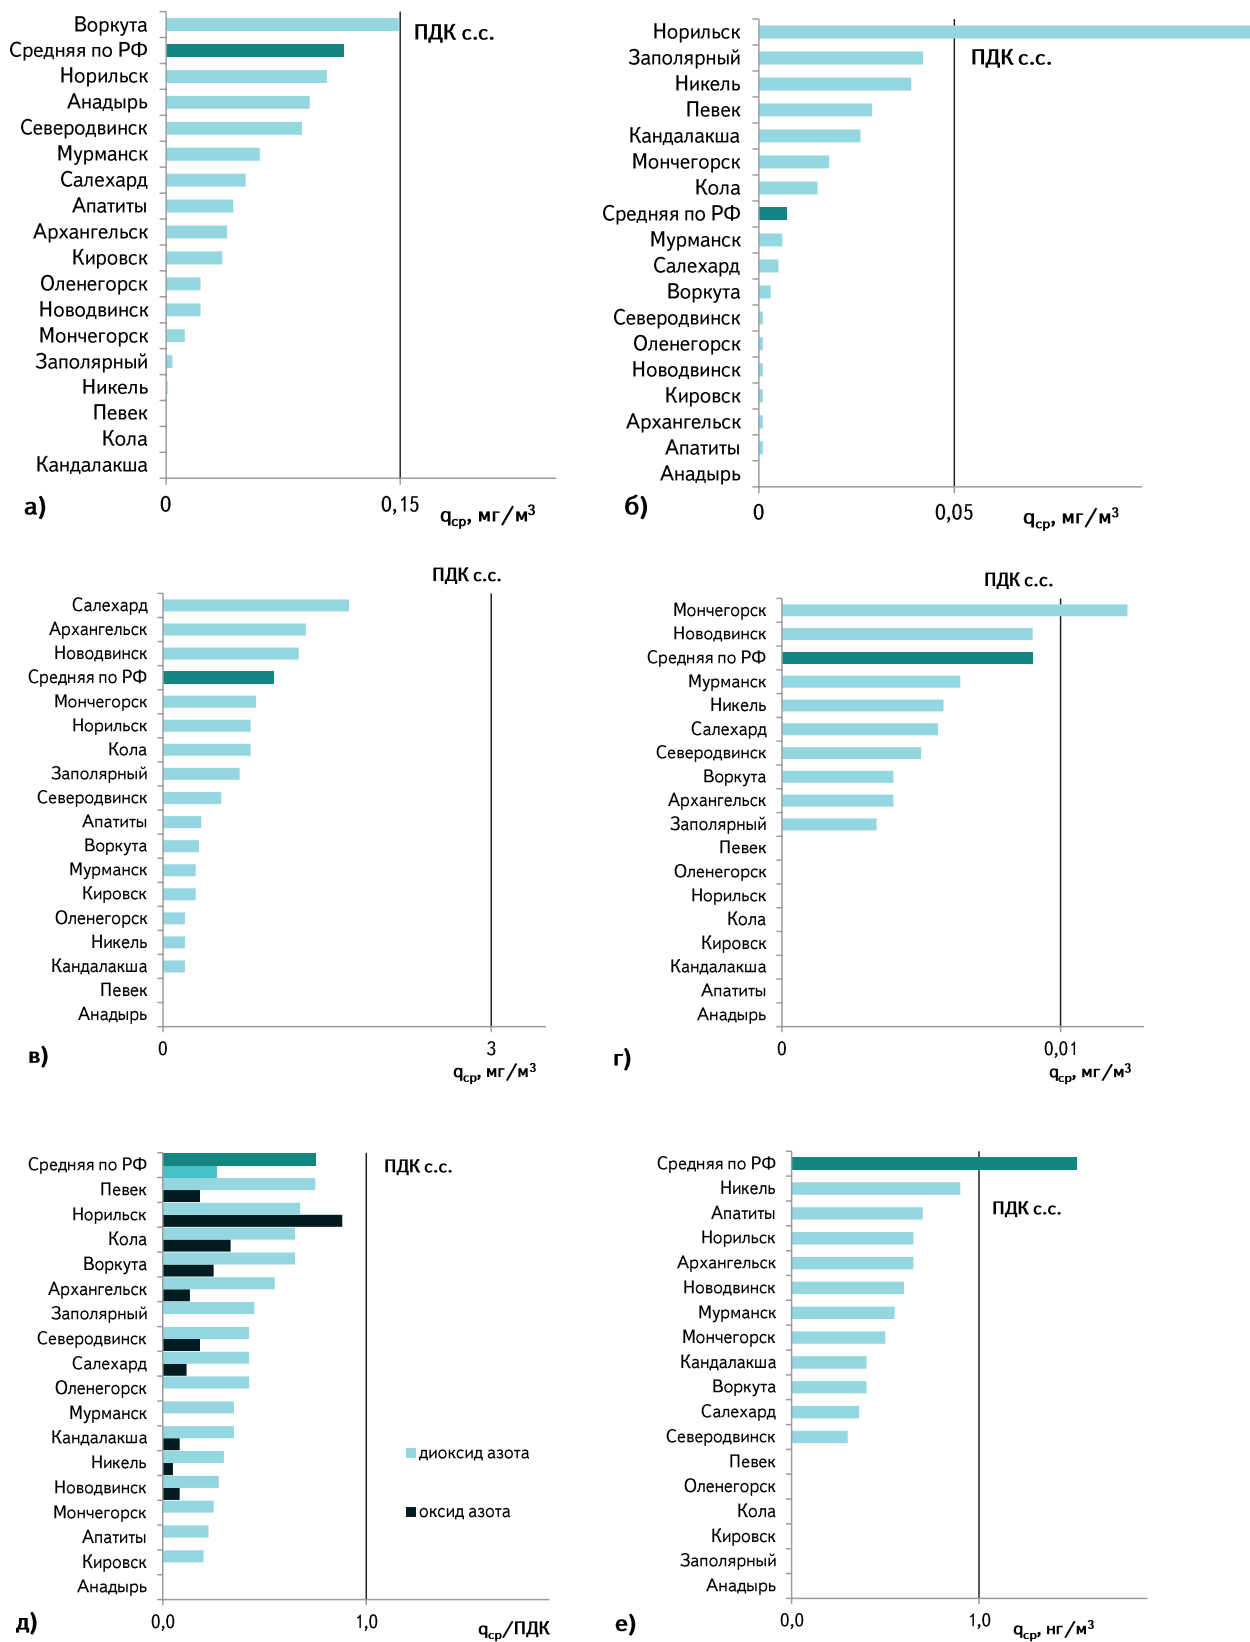 Воркута
Средняя по РФ
Норильск
Анадырь
Северодвинск
Мурманск
Салехард
Апатиты
Архангельск
Кировск
Оленегорск
Новодвинск
Мончегорск
Заполярный
Никель
Певек
Кола
Кандалакша
ПДК с.с.
0
0,15
а)
qср, мг/м³
Норильск
Заполярный
Никель
Певек
Кандалакша
Мончегорск
Кола
Средняя по РФ
Мурманск
Салехард
Воркута
Северодвинск
Оленегорск
Новодвинск
Кировск
Архангельск
Апатиты
Анадырь
ПДК с.с.
0
0,05
б)
qср, мг/м³
ПДК с.с.
Салехард
Архангельск
Новодвинск
Средняя по РФ
Мончегорск
Норильск
Кола
Заполярный
Северодвинск
Апатиты
Воркута
Мурманск
Кировск
Оленегорск
Никель
Кандалакша
Певек
Анадырь
0
3
в)
qср, мг/м³
ПДК с.с.
Мончегорск
Новодвинск
Средняя по РФ
Мурманск
Никель
Салехард
Северодвинск
Воркута
Архангельск
Заполярный
Певек
Оленегорск
Норильск
Кола
Кировск
Кандалакша
Апатиты
Анадырь
0
0,01
г)
qср, мг/м³
Средняя по РФ
Певек
Норильск
Кола
Воркута
Архангельск
Заполярный
Северодвинск
Салехард
Оленегорск
Мурманск
Кандалакша
Никель
Новодвинск
Мончегорск
Апатиты
Кировск
Анадырь
ПДК с.с.
диоксид азота
оксид азота
0,0
1,0
д)
qср/ПДК
Средняя по РФ
Никель
Апатиты
Норильск
Архангельск
Новодвинск
Мурманск
Мончегорск
Кандалакша
Воркута
Салехард
Северодвинск
Певек
Оленегорск
Кола
Кировск
Заполярный
Анадырь
ПДК с.с.
0,0
1,0
е)
qср, нг/м³